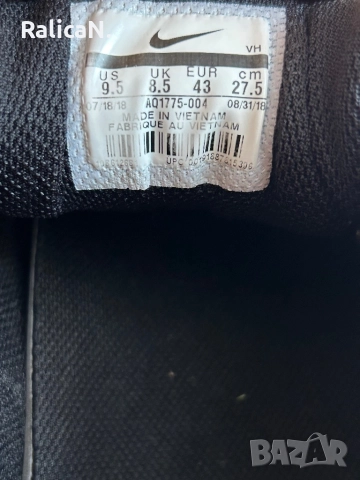 RalicaN.
VH
US UK EUR cm
9.5 8.5 43 27.5
07/18/18 AQ1775-004 08/31/18
MADE IN VIETNAM
FABRIQUE AU VIETNAM
UPC
BAZAR